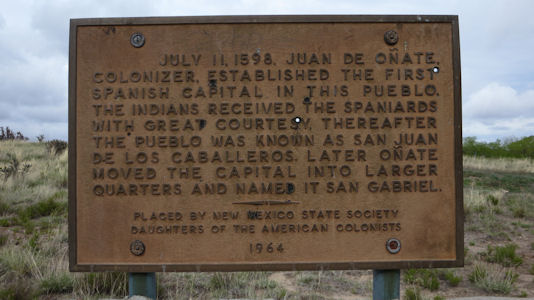 JULY 11, 1598, JUAN DE OÑATE,
COLONIZER, ESTABLISHED THE FIRST
SPANISH CAPITAL IN THIS PUEBLO.
THE INDIANS RECEIVED THE SPANIARDS
WITH GREAT COURTESY, THEREAFTER
THE PUEBLO WAS KNOWN AS SAN JUAN
DE LOS CABALLEROS. LATER OÑATE
MOVED THE CAPITAL INTO LARGER
QUARTERS AND NAMED IT SAN GABRIEL.
PLACED BY NEW MEXICO STATE SOCIETY
DAUGHTERS OF THE AMERICAN COLONISTS
1964